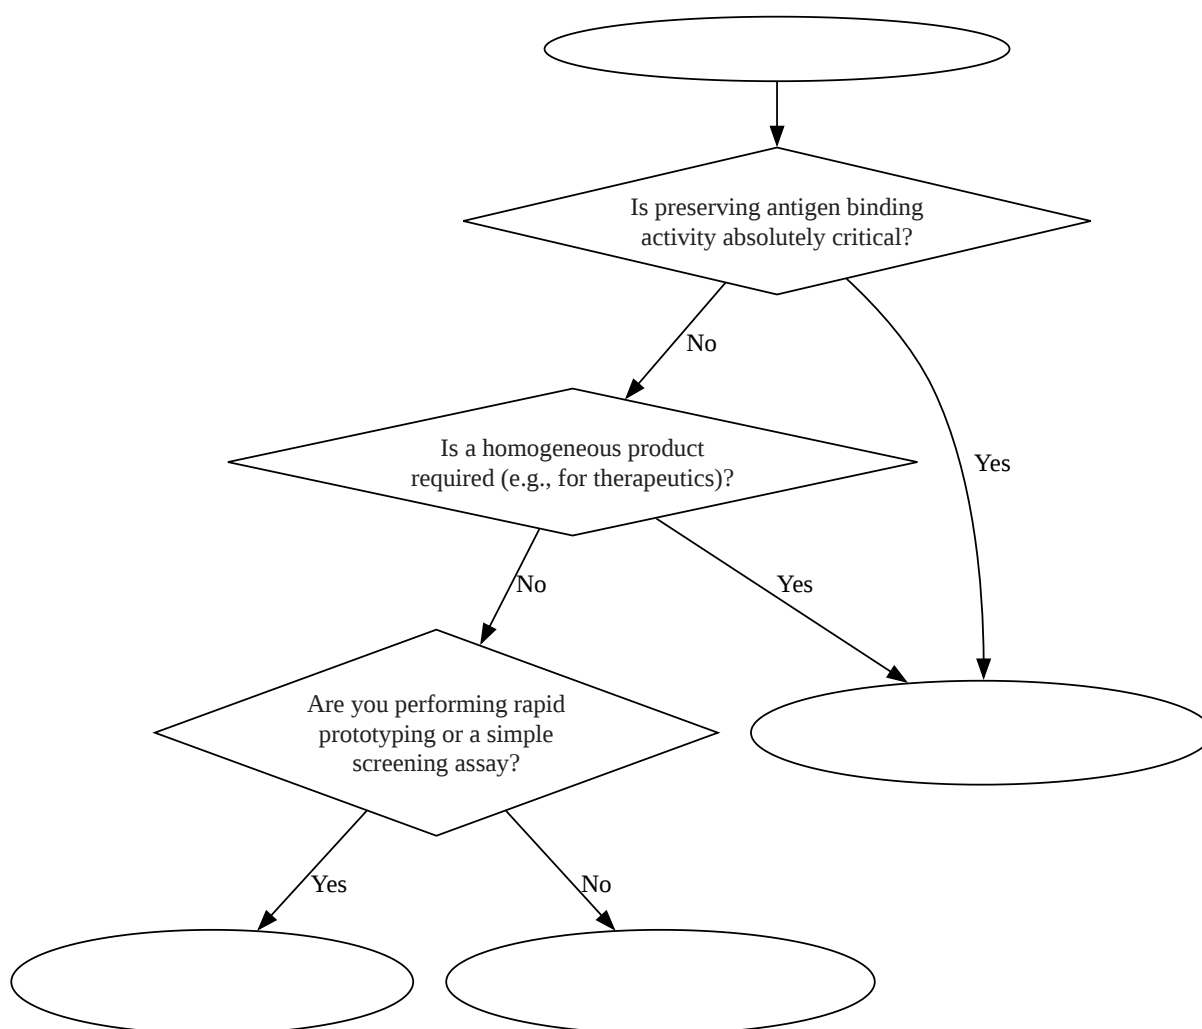 Is preserving antigen binding
activity absolutely critical?
No
Yes
Is a homogeneous product
required (e.g., for therapeutics)?
No
Yes
Are you performing rapid
prototyping or a simple
screening assay?
Yes
No